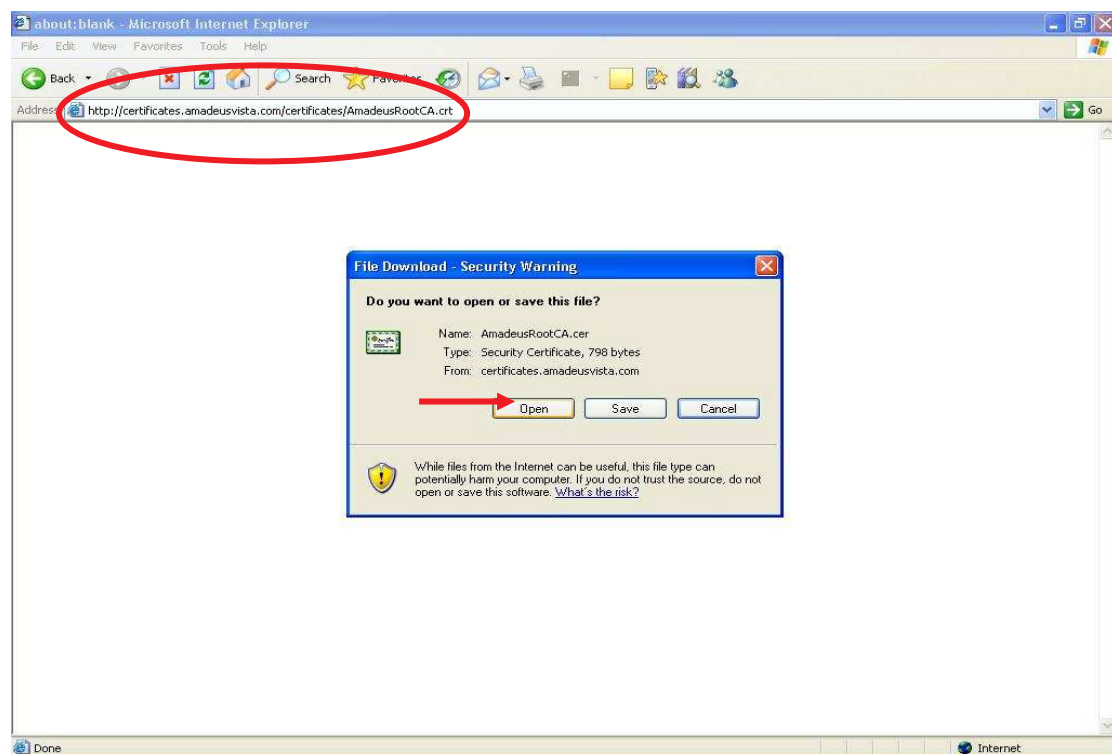 about:blank - Microsoft Internet Explorer
File Edit View Favorites Tools Help
Back Search Favorites
Address http://certificates.amadeusvista.com/certificates/AmadeusRootCA.crt Go
File Download - Security Warning
Do you want to open or save this file?
Name: AmadeusRootCA.cer
Type: Security Certificate, 798 bytes
From: certificates.amadeusvista.com
Open Save Cancel
While files from the Internet can be useful, this file type can
potentially harm your computer. If you do not trust the source, do not
open or save this software. What's the risk?
Done Internet